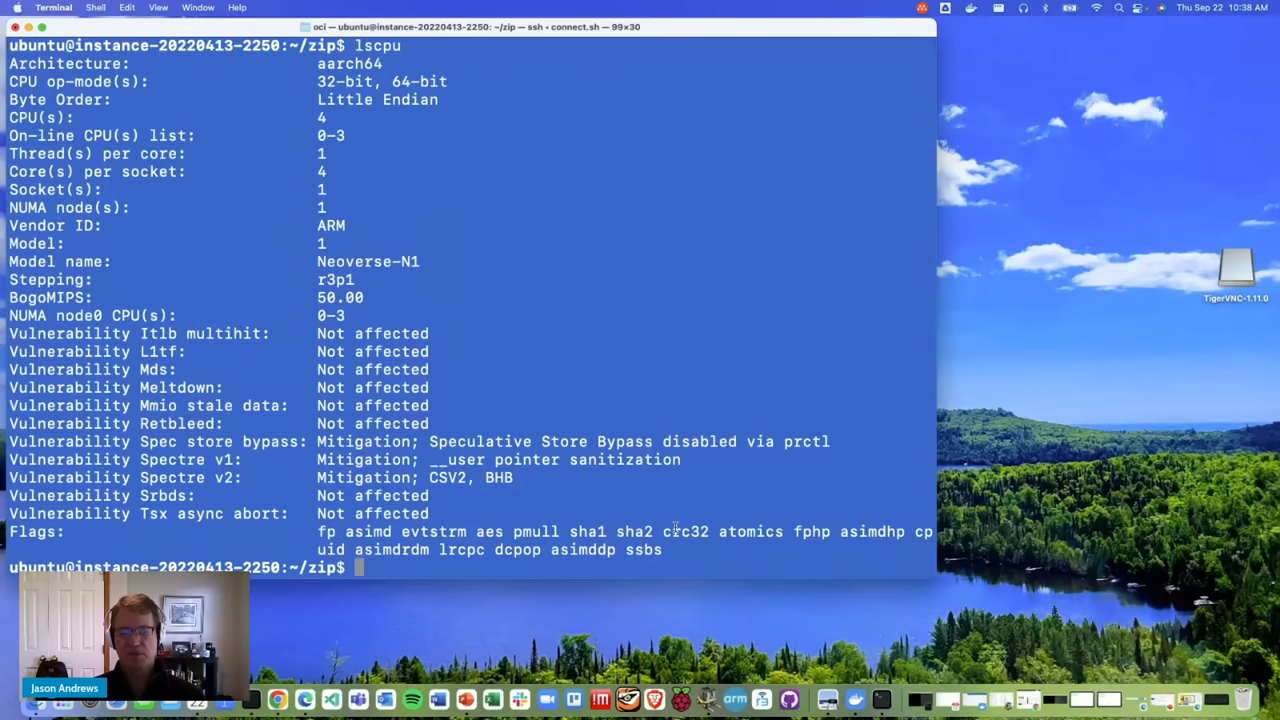 Terminal Shell Edit View Window Help
Thu Sep 22 10:38 AM
oci — ubuntu@instance-20220413-2250: ~/zip — ssh • connect.sh — 99×30
ubuntu@instance-20220413-2250:~/zip$ lscpu
Architecture: aarch64
CPU op-mode(s): 32-bit, 64-bit
Byte Order: Little Endian
CPU(s): 4
On-line CPU(s) list: 0-3
Thread(s) per core: 1
Core(s) per socket: 4
Socket(s): 1
NUMA node(s): 1
Vendor ID: ARM
Model: 1
Model name: Neoverse-N1
Stepping: r3p1
BogoMIPS: 50.00
NUMA node0 CPU(s): 0-3
Vulnerability Itlb multihit: Not affected
Vulnerability L1tf: Not affected
Vulnerability Mds: Not affected
Vulnerability Meltdown: Not affected
Vulnerability Mmio stale data: Not affected
Vulnerability Retbleed: Not affected
Vulnerability Spec store bypass: Mitigation; Speculative Store Bypass disabled via prctl
Vulnerability Spectre v1: Mitigation; __user pointer sanitization
Vulnerability Spectre v2: Mitigation; CSV2, BHB
Vulnerability Srbds: Not affected
Vulnerability Tsx async abort: Not affected
Flags: fp asimd evtstrm aes pmull sha1 sha2 crc32 atomics fphp asimdhp cp
uid asimdrdm lrcpc dcpop asimddp ssbs
ubuntu@instance-20220413-2250:~/zip$
TigerVNC-1.11.0
Jason Andrews
arm